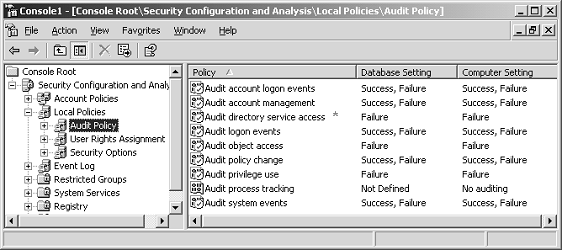 Console1 - [Console Root\Security Configuration and Analysis\Local Policies\Audit Policy]
File Action View Favorites Window Help
Console Root
Security Configuration and Analy
Account Policies
Local Policies
Audit Policy
User Rights Assignment
Security Options
Event Log
Restricted Groups
System Services
Registry
Policy Database Setting Computer Setting
Audit account logon events Success, Failure Success, Failure
Audit account management Success, Failure Success, Failure
Audit directory service access * Failure Failure
Audit logon events Success, Failure Success, Failure
Audit object access Failure Failure
Audit policy change Success, Failure Success, Failure
Audit privilege use Failure Failure
Audit process tracking Not Defined No auditing
Audit system events Success, Failure Success, Failure